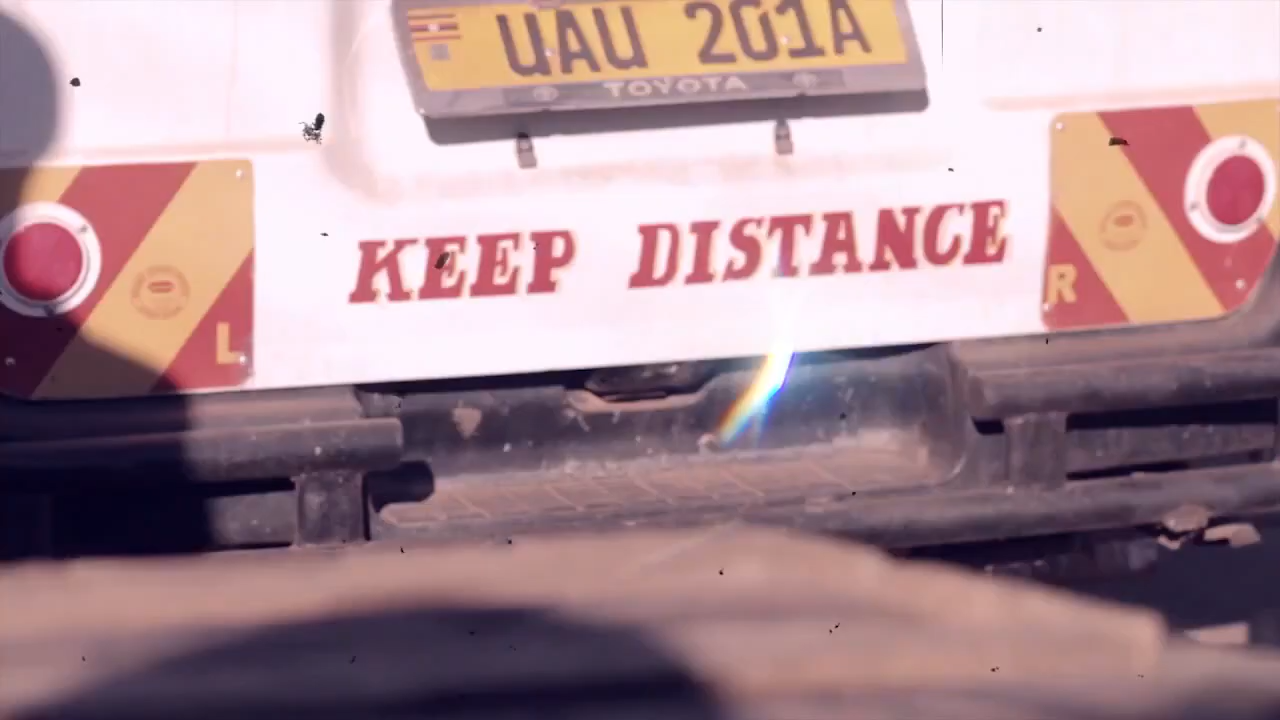 UAU 201A
TOYOTA
KEEP DISTANCE
L
R